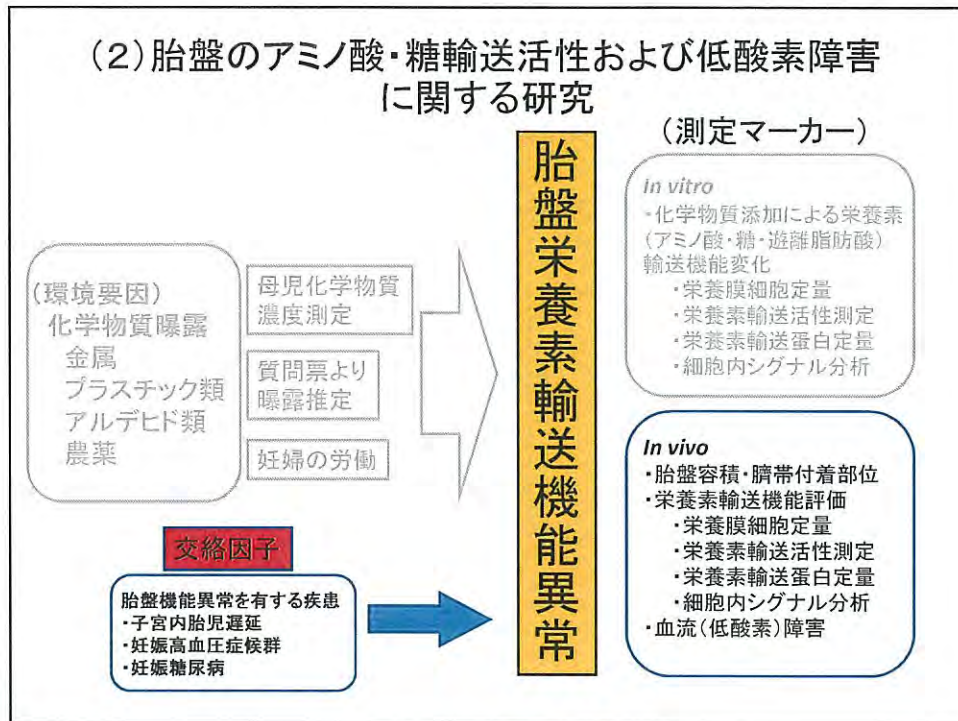 (2)胎盤のアミノ酸・糖輸送活性および低酸素障害
に関する研究
(測定マーカー)
胎盤栄養素輸送機能異常
In vitro
・化学物質添加による栄養素
(アミノ酸・糖・遊離脂肪酸)
輸送機能変化
・栄養膜細胞定量
・栄養素輸送活性測定
・栄養素輸送蛋白定量
・細胞内シグナル分析
(環境要因)
化学物質曝露
金属
プラスチック類
アルデヒド類
農薬
母児化学物質
濃度測定
質問票より
曝露推定
妊婦の労働
In vivo
・胎盤容積・臍帯付着部位
・栄養素輸送機能評価
・栄養膜細胞定量
・栄養素輸送活性測定
・栄養素輸送蛋白定量
・細胞内シグナル分析
・血流(低酸素)障害
交絡因子
胎盤機能異常を有する疾患
・子宮内胎児遅延
・妊娠高血圧症候群
・妊娠糖尿病